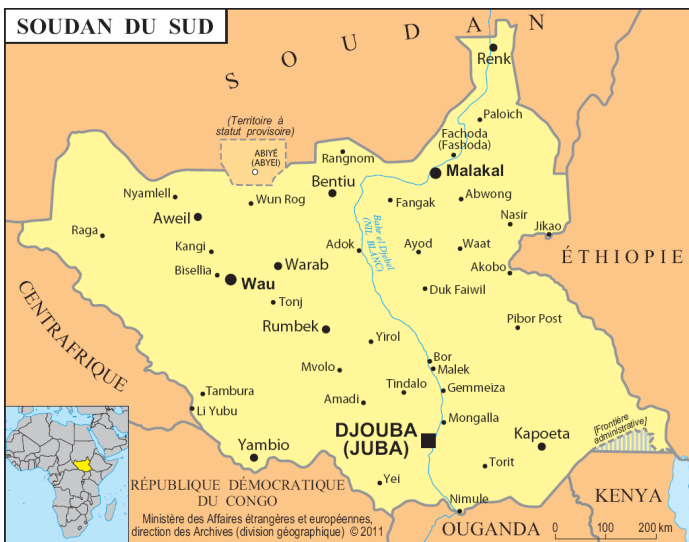 SOUDAN DU SUD
SOUDAN
Renk
Paloich
(Territoire à
statut provisoire)
ABIYÉ
(ABYEI)
Fachoda
(Fashoda)
Rangnom
Malakal
Bentiu
Nyamlell
Wun Rog
Fangak
Abwong
Aweil
Nasir
Jikao
Raga
Bahr el Djebel
(NIL BLANC)
Kangi
Adok
Ayod
Waat
ÉTHIOPIE
Bisellia
Warab
Akobo
Wau
Duk Faiwil
Tonj
CENTRAFRIQUE
Rumbek
Pibor Post
Yirol
Bor
Malek
Mvolo
Tindalo
Gemmeiza
Tambura
Amadi
Li Yubu
Mongalla
[Frontière
administrative]
DJOUBA
(JUBA)
Kapoeta
Yambio
Torit
RÉPUBLIQUE DÉMOCRATIQUE
DU CONGO
Yei
Nimule
KENYA
OUGANDA
Ministère des Affaires étrangères et européennes,
direction des Archives (division géographique) © 2011
0 100 200 km